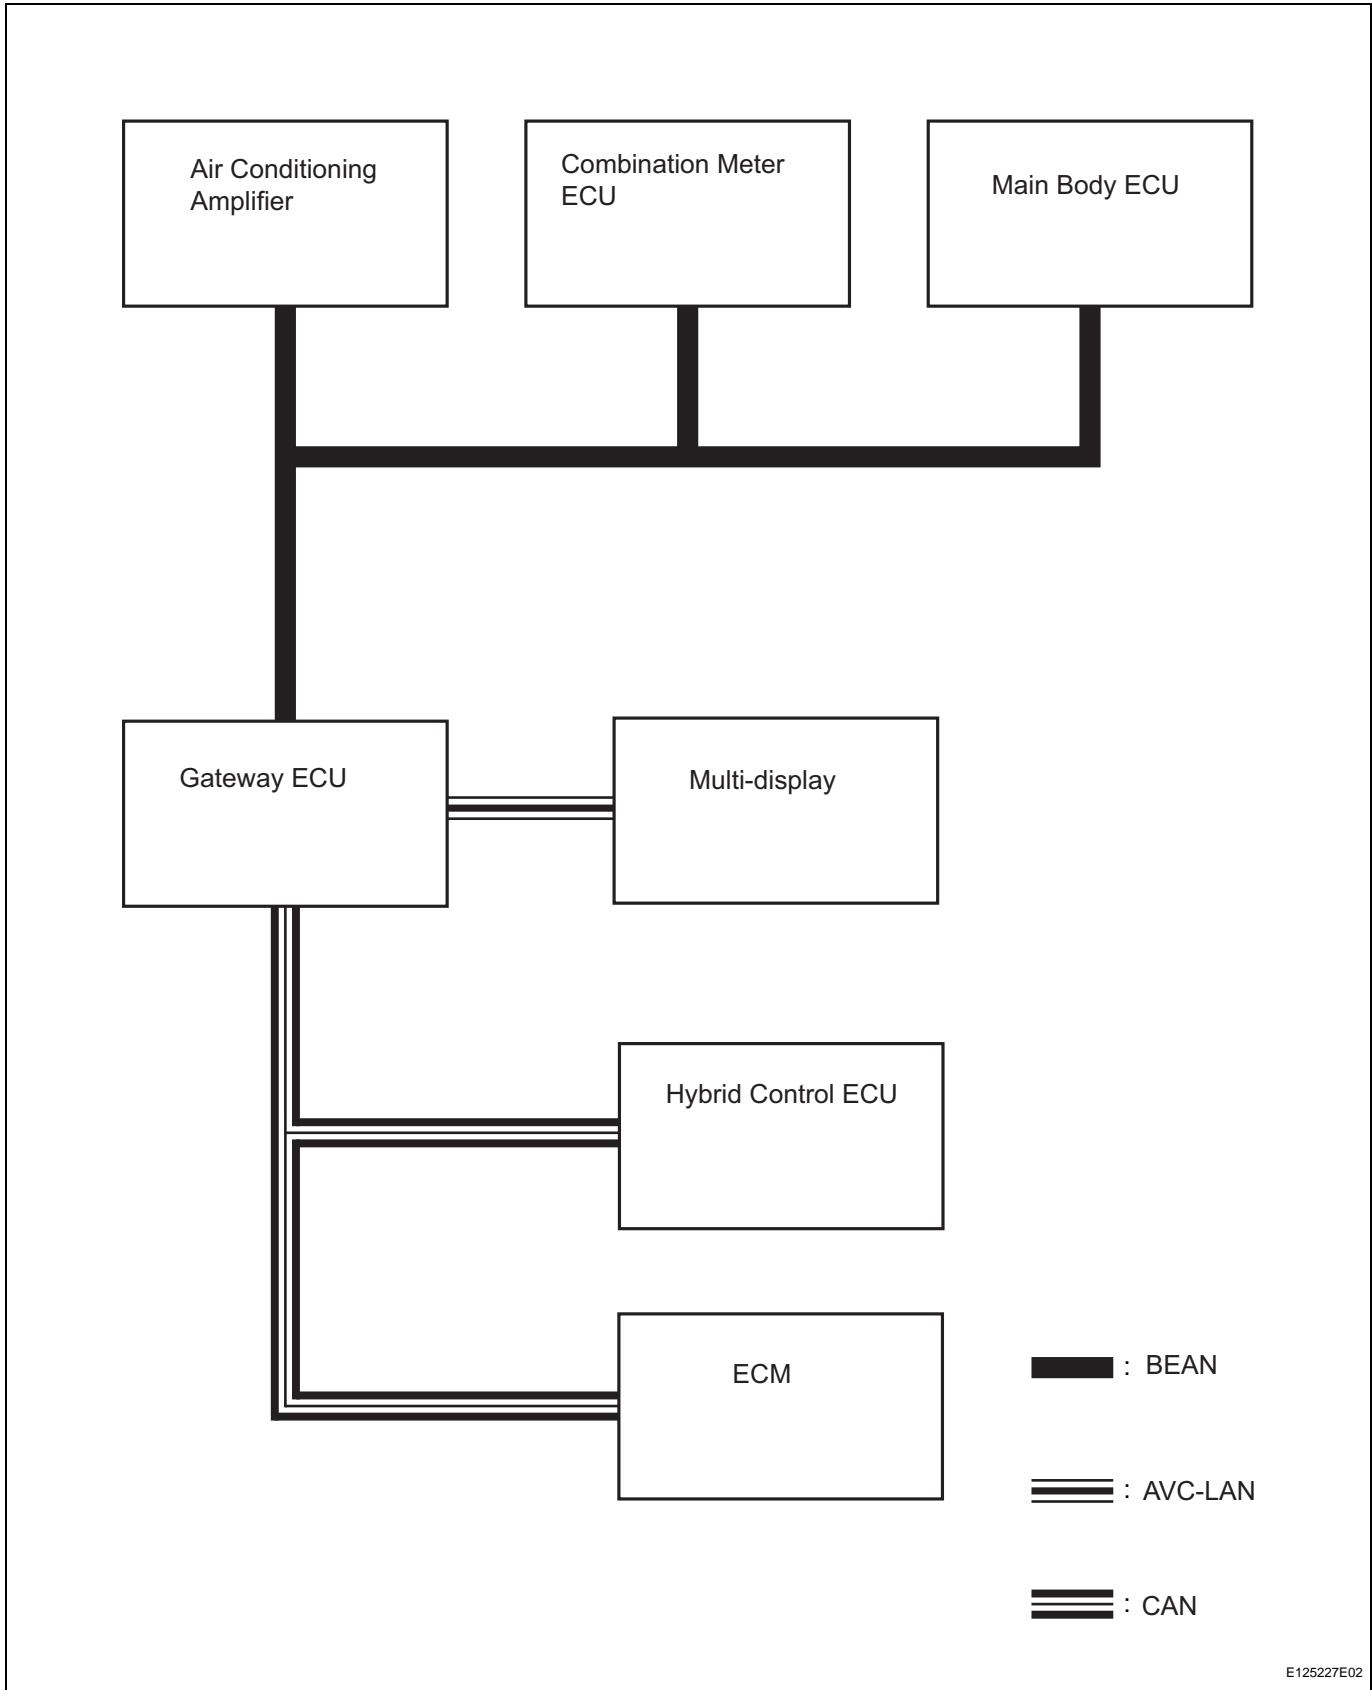 Air Conditioning
Amplifier
Combination Meter
ECU
Main Body ECU
Gateway ECU
Multi-display
Hybrid Control ECU
ECM
: BEAN
: AVC-LAN
: CAN
E125227E02